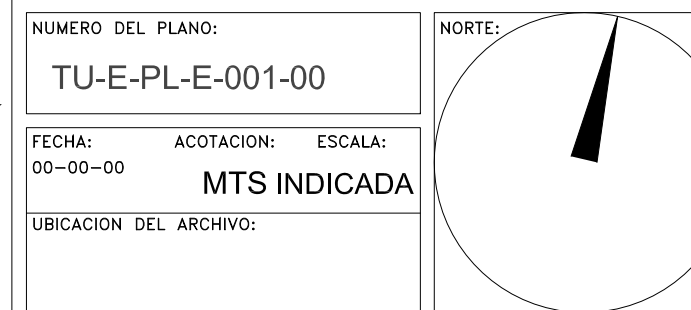 NUMERO DEL PLANO:
TU-E-PL-E-001-00
NORTE:
FECHA: ACOTACION: ESCALA:
00-00-00
MTS INDICADA
UBICACION DEL ARCHIVO: